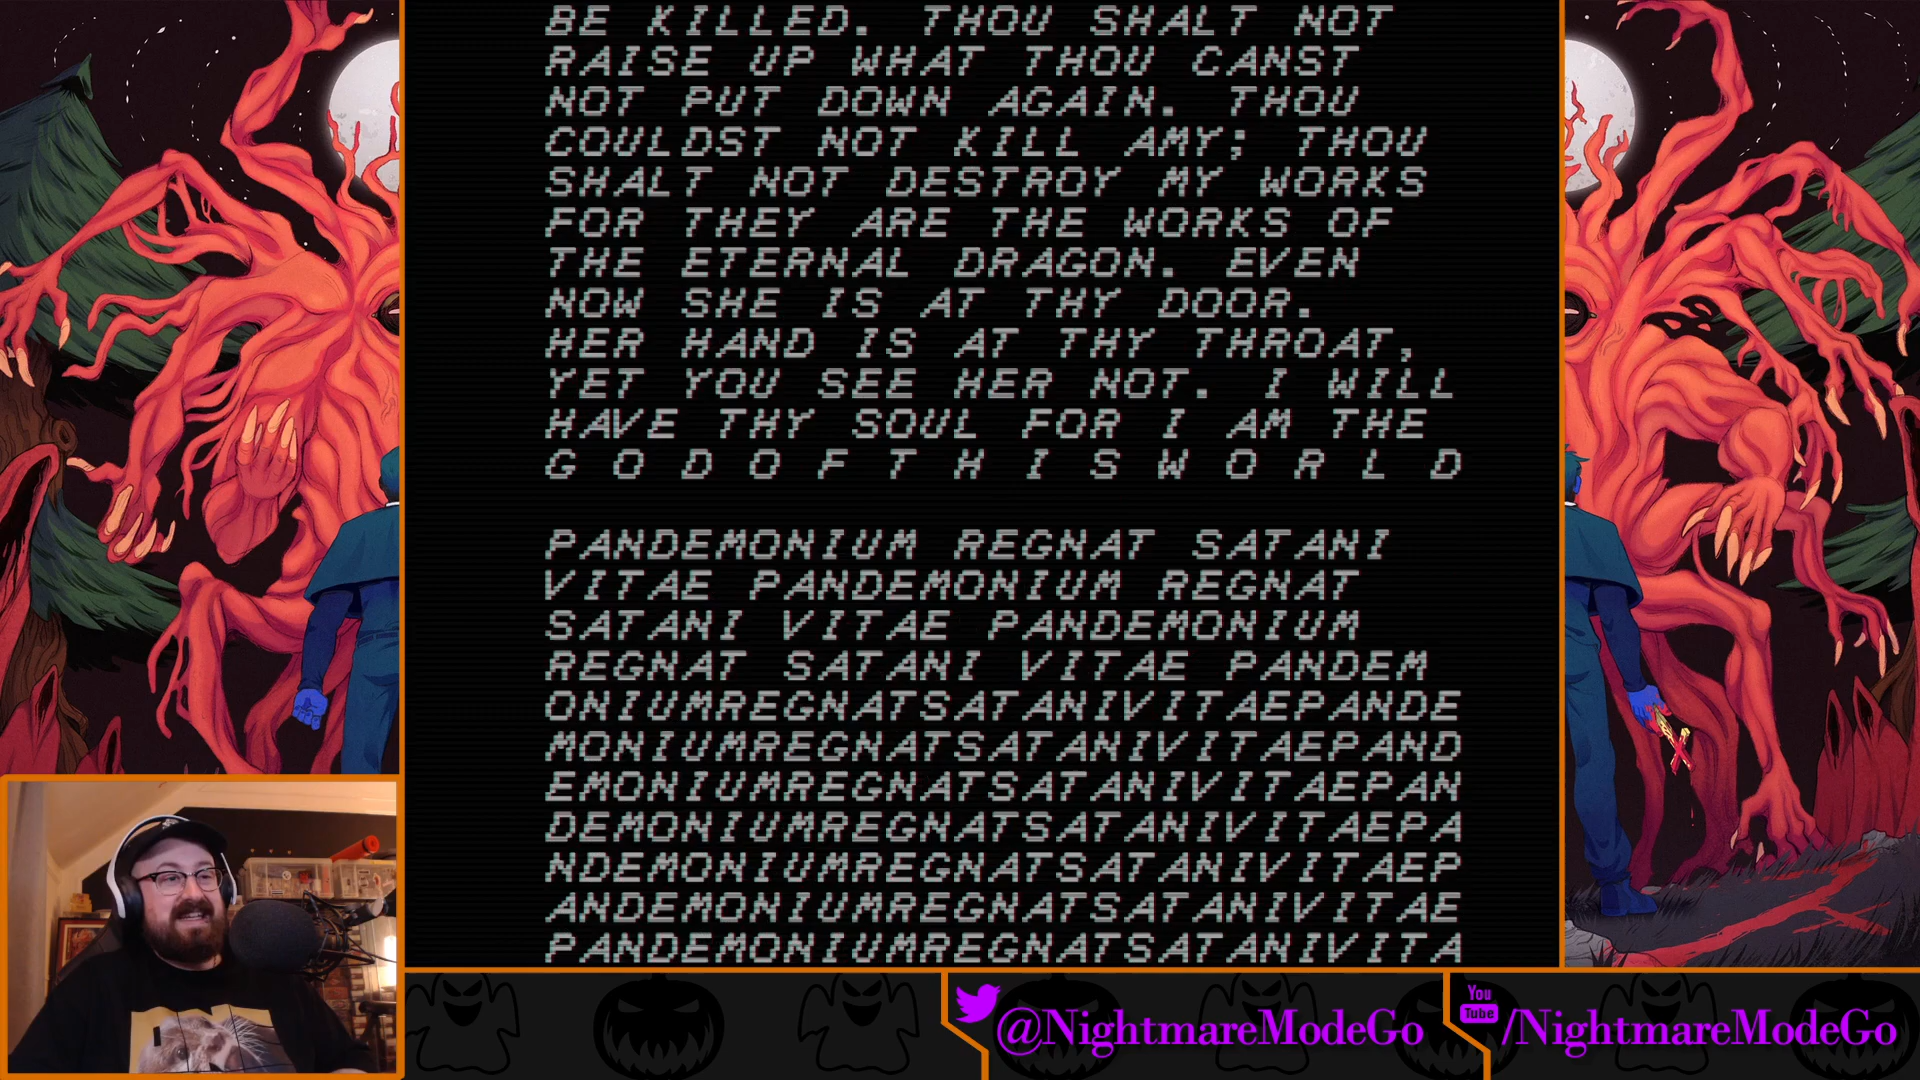 BE KILLED. THOU SHALT NOT
RAISE UP WHAT THOU CANST
NOT PUT DOWN AGAIN. THOU
COULDST NOT KILL AMY; THOU
SHALT NOT DESTROY MY WORKS
FOR THEY ARE THE WORKS OF
THE ETERNAL DRAGON. EVEN
NOW SHE IS AT THY DOOR.
HER HAND IS AT THY THROAT,
YET YOU SEE HER NOT. I WILL
HAVE THY SOUL FOR I AM THE
G O D O F T H I S W O R L D
PANDEMONIUM REGNAT SATANI
VITAE PANDEMONIUM REGNAT
SATANI VITAE PANDEMONIUM
REGNAT SATANI VITAE PANDEM
ONIUMREGNATSATANIVITAEPANDE
MONIUMREGNATSATANIVITAEPAND
EMONIUMREGNATSATANIVITAEPAN
DEMONIUMREGNATSATANIVITAEPA
NDEMONIUMREGNATSATANIVITAEP
ANDEMONIUMREGNATSATANIVITAE
PANDEMONIUMREGNATSATANIVITA
@NightmareModeGo
You Tube
/NightmareModeGo